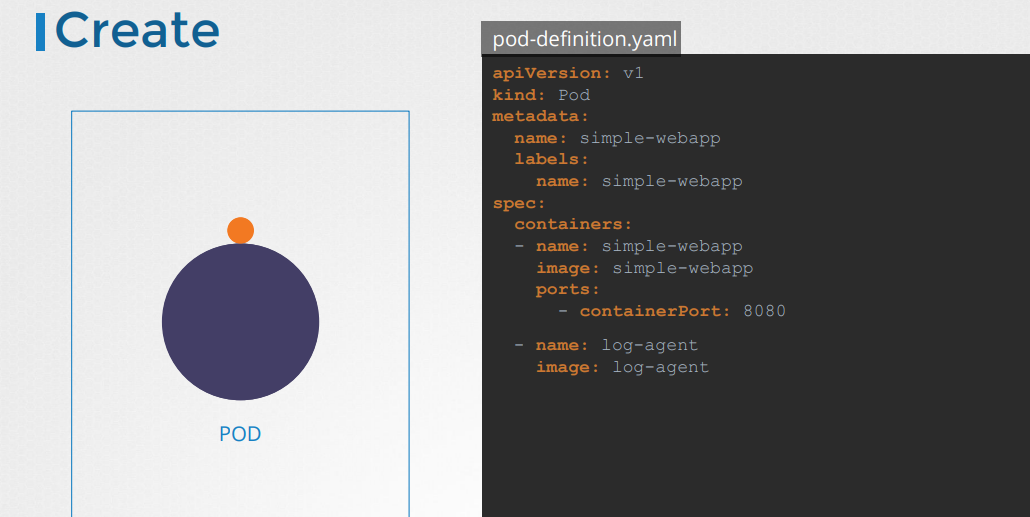 Create
POD
pod-definition.yaml
apiVersion: v1
kind: Pod
metadata:
  name: simple-webapp
  labels:
    name: simple-webapp
spec:
  containers:
  - name: simple-webapp
    image: simple-webapp
    ports:
      - containerPort: 8080
  - name: log-agent
    image: log-agent